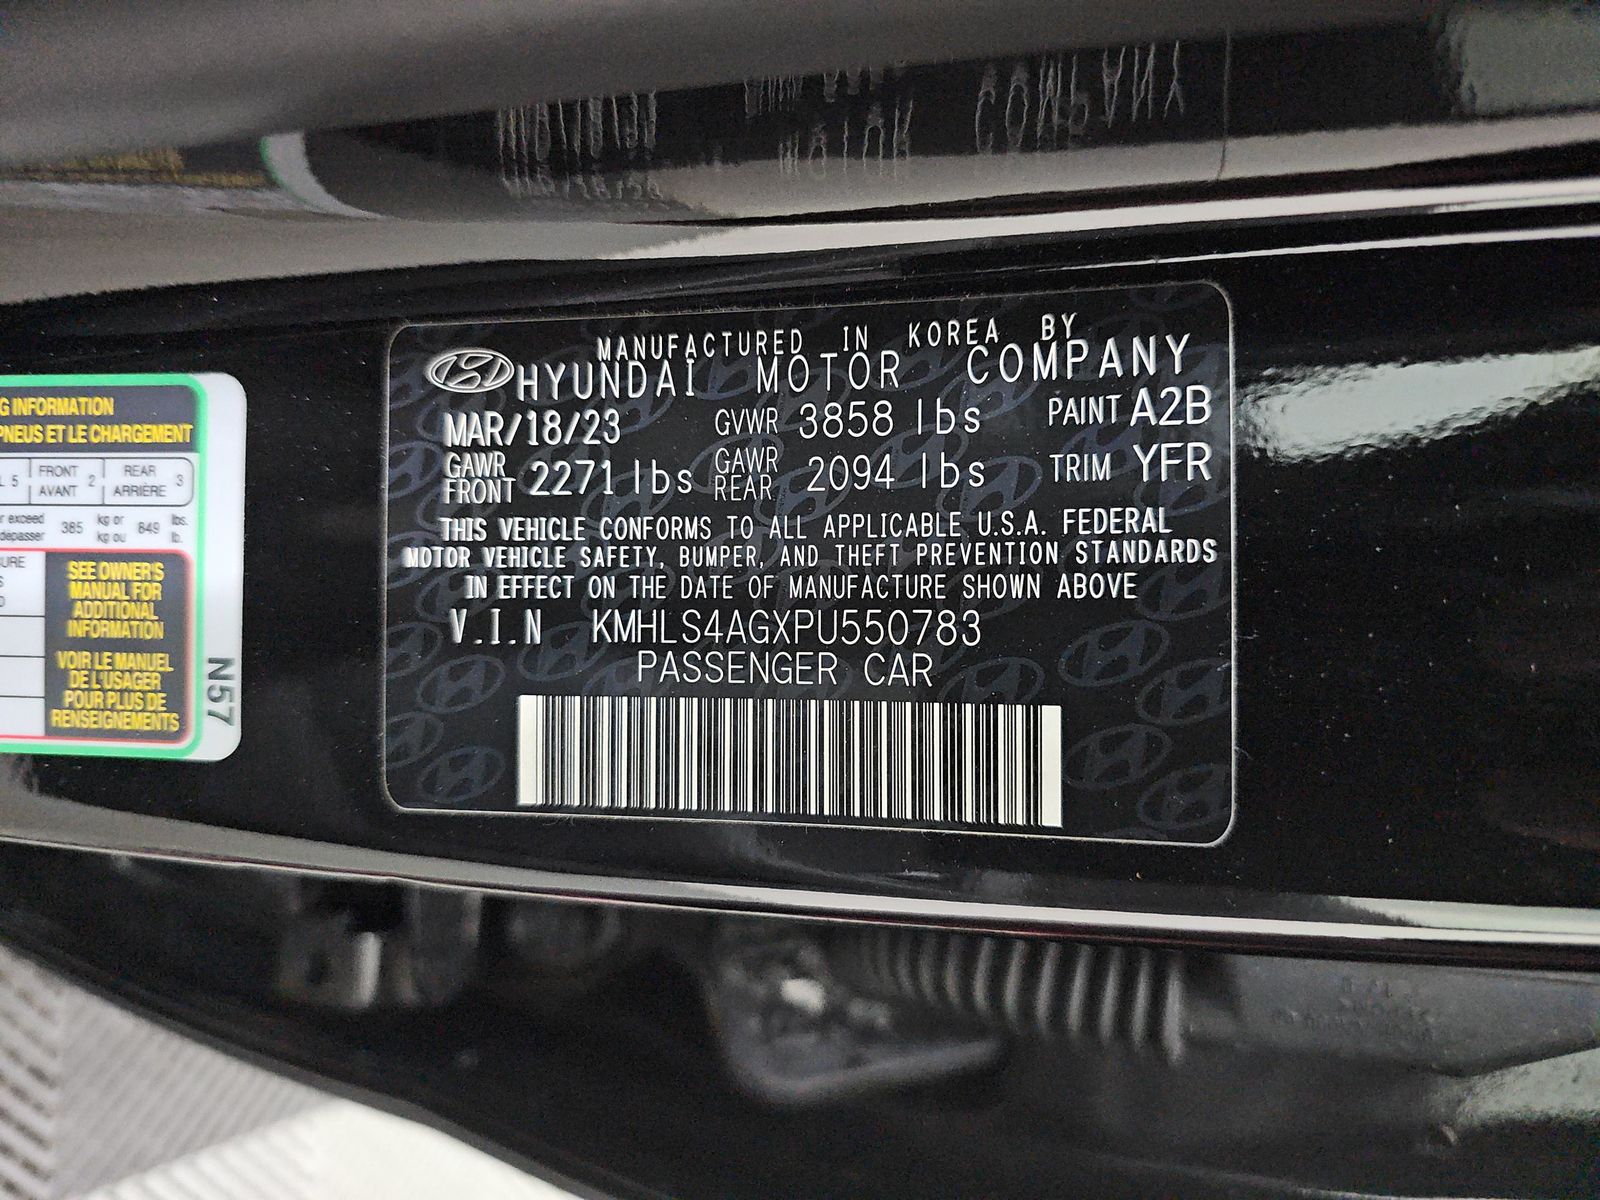 MANUFACTURED IN KOREA BY
HYUNDAI MOTOR COMPANY
MAR/18/23 GVWR 3858 lbs PAINT A2B
GAWR FRONT 2271 lbs GAWR REAR 2094 lbs TRIM YFR
THIS VEHICLE CONFORMS TO ALL APPLICABLE U.S.A. FEDERAL
MOTOR VEHICLE SAFETY, BUMPER, AND THEFT PREVENTION STANDARDS
IN EFFECT ON THE DATE OF MANUFACTURE SHOWN ABOVE
V.I.N KMHLS4AGXPU550783
PASSENGER CAR
G INFORMATION
PNEUS ET LE CHARGEMENT
L 5 FRONT AVANT 2 REAR ARRIÈRE 3
r exceed 385 kg or 849 lbs.
dépasser kg ou lb.
URE
S
D
SEE OWNER'S
MANUAL FOR
ADDITIONAL
INFORMATION
VOIR LE MANUEL
DE L'USAGER
POUR PLUS DE
RENSEIGNEMENTS
N57